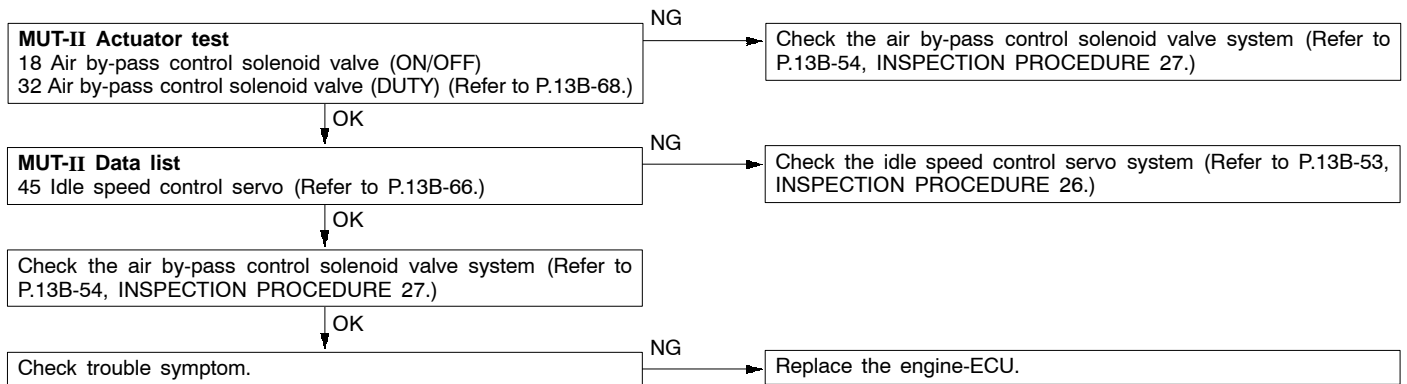 NG
MUT-II Actuator test
18 Air by-pass control solenoid valve (ON/OFF)
32 Air by-pass control solenoid valve (DUTY) (Refer to P.13B-68.)
Check the air by-pass control solenoid valve system (Refer to
P.13B-54, INSPECTION PROCEDURE 27.)
OK
NG
MUT-II Data list
45 Idle speed control servo (Refer to P.13B-66.)
Check the idle speed control servo system (Refer to P.13B-53,
INSPECTION PROCEDURE 26.)
OK
Check the air by-pass control solenoid valve system (Refer to
P.13B-54, INSPECTION PROCEDURE 27.)
OK
NG
Check trouble symptom.
Replace the engine-ECU.